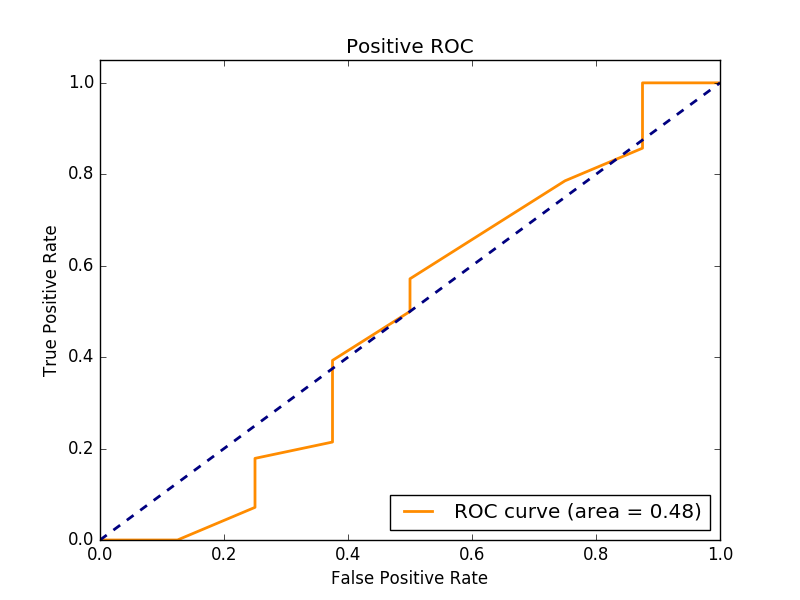 Positive ROC
True Positive Rate
1.0
0.8
0.6
0.4
0.2
0.0
ROC curve (area = 0.48)
0.0 0.2 0.4 0.6 0.8 1.0
False Positive Rate